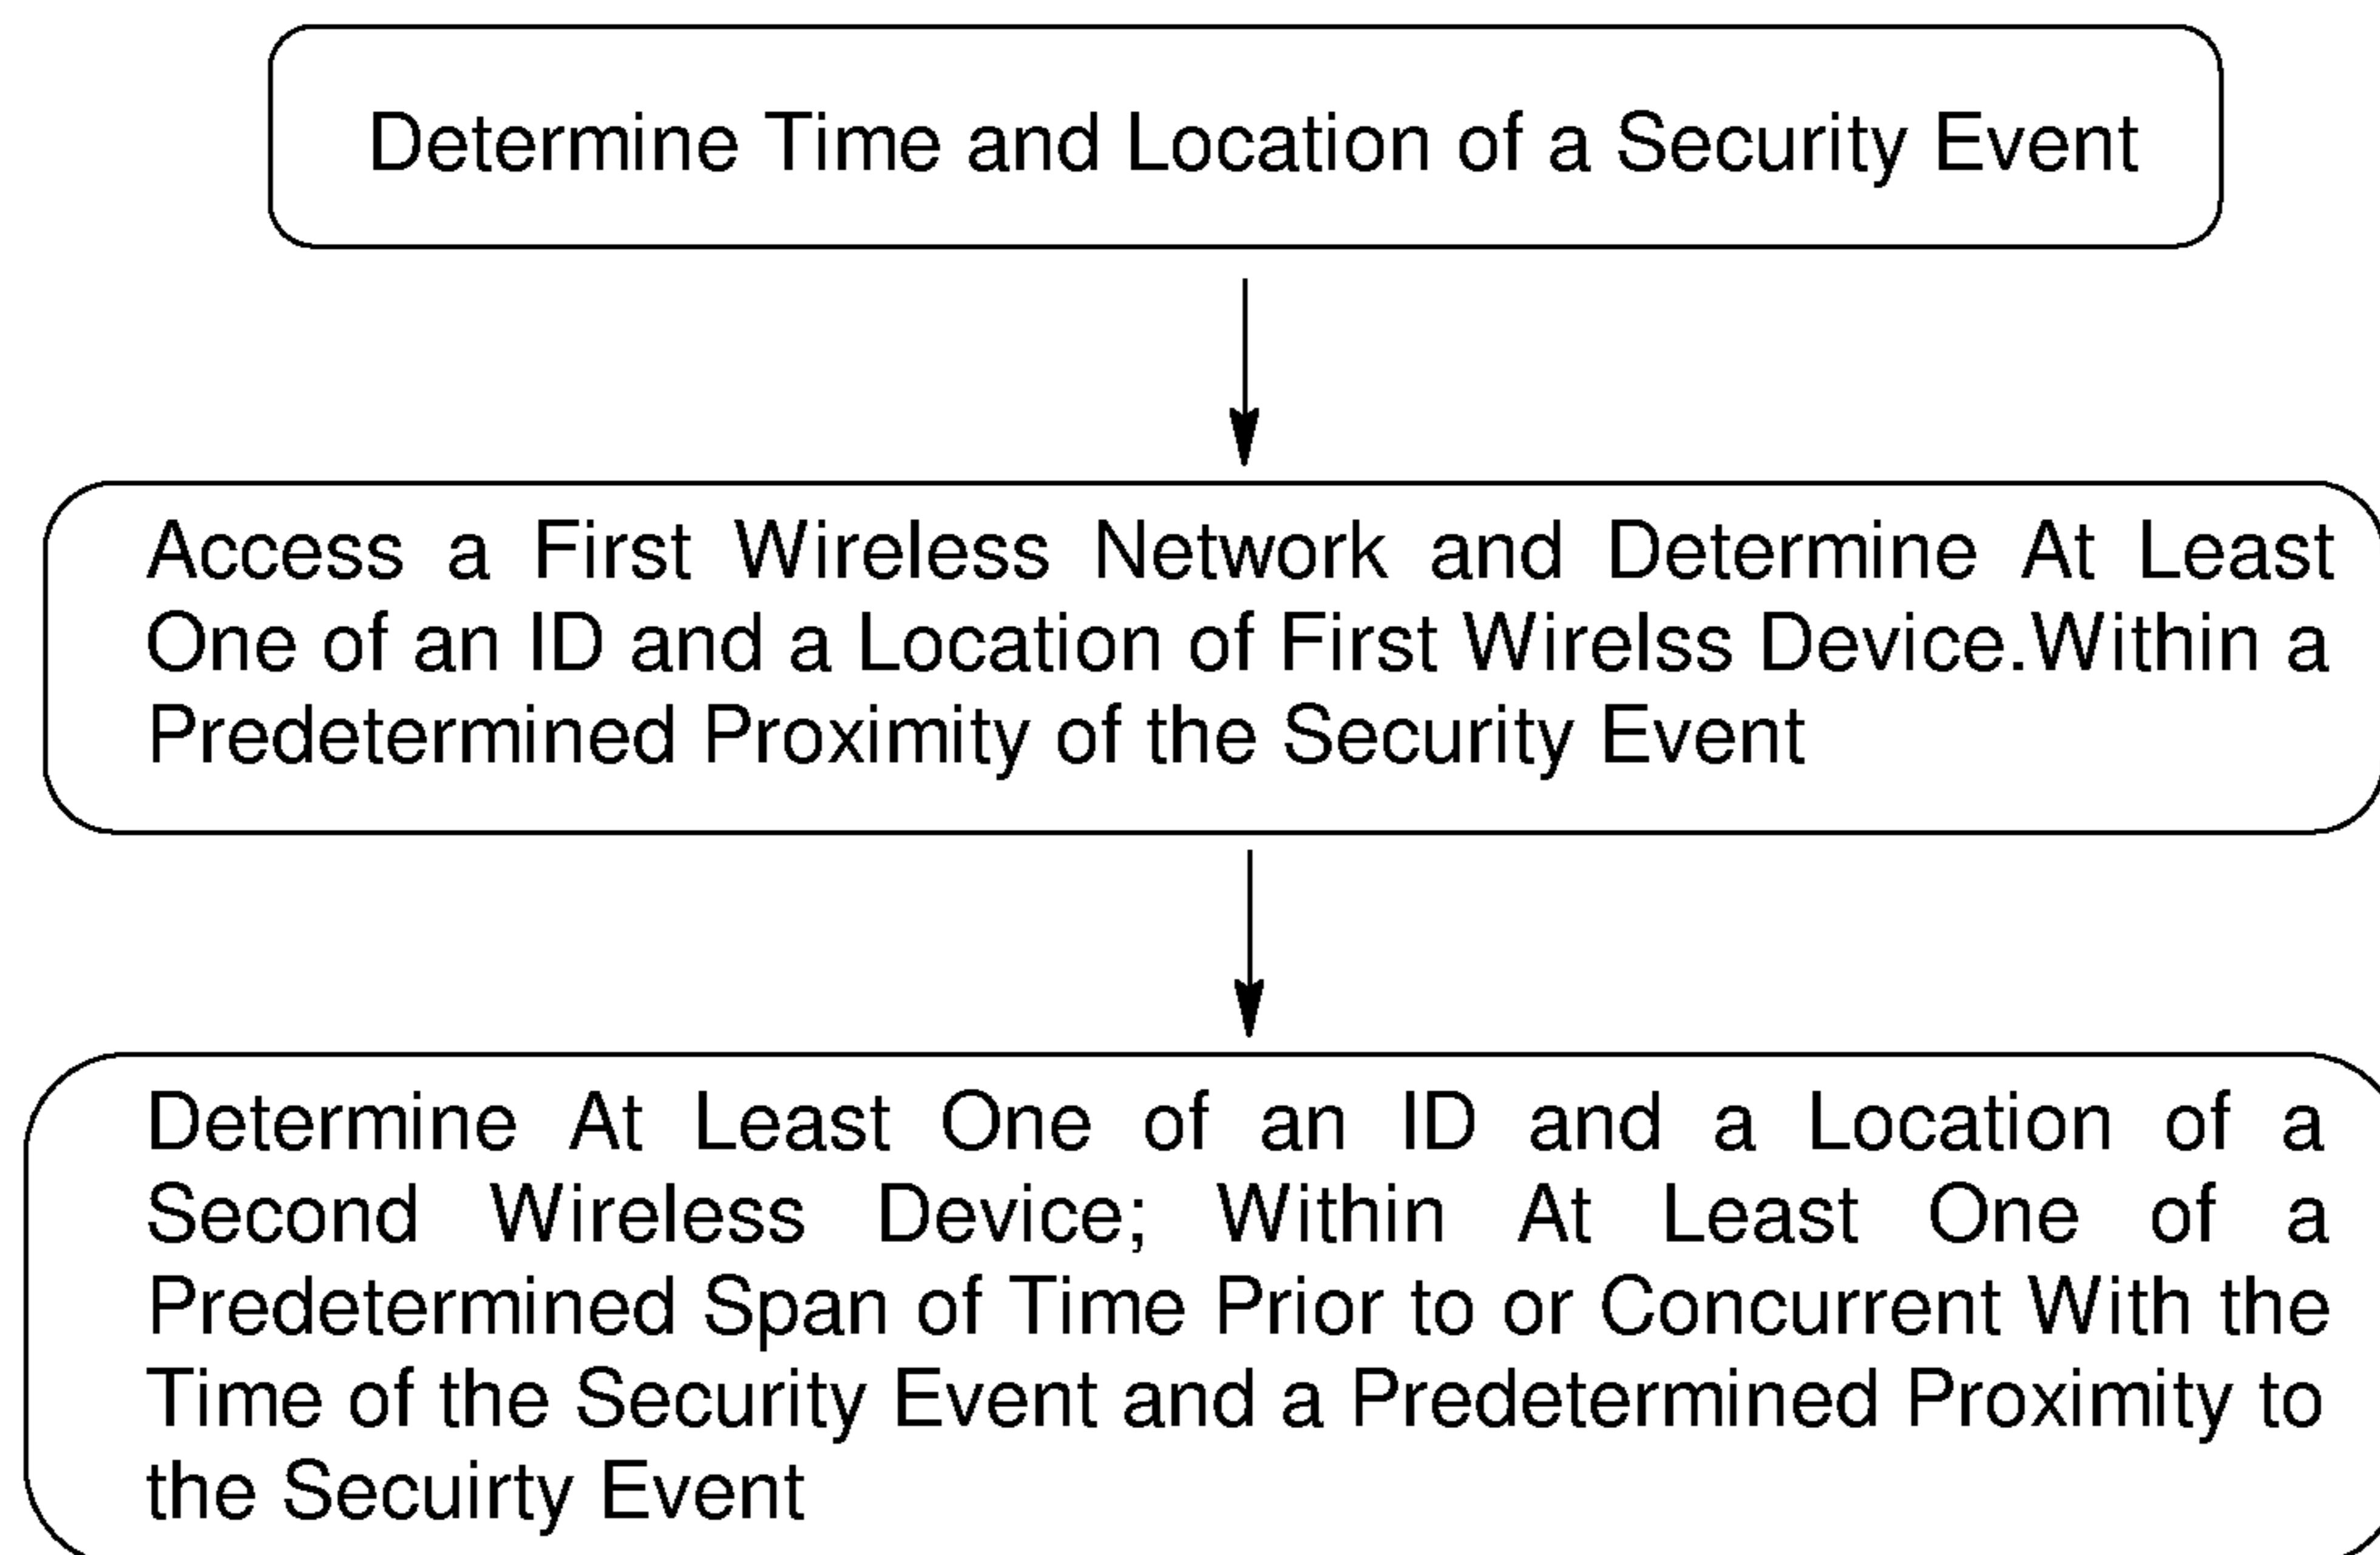 Determine Time and Location of a Security Event
Access a First Wireless Network and Determine At Least
One of an ID and a Location of First Wirelss Device.Within a
Predetermined Proximity of the Security Event
Determine At Least One of an ID and a Location of a
Second Wireless Device; Within At Least One of a
Predetermined Span of Time Prior to or Concurrent With the
Time of the Security Event and a Predetermined Proximity to
the Secuirty Event